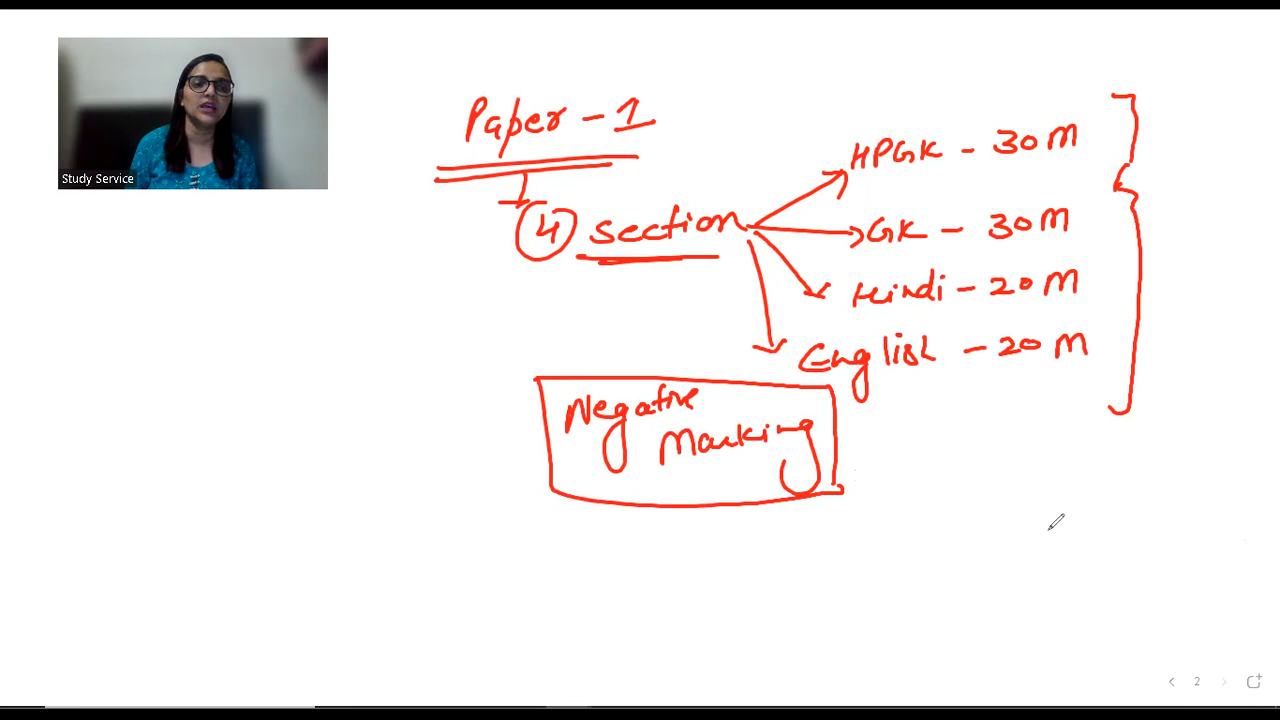 Paper - 1
4 section
HPGK - 30 M
GK - 30 M
Hindi - 20 M
English - 20 M
Negative
Marking
Study Service
2